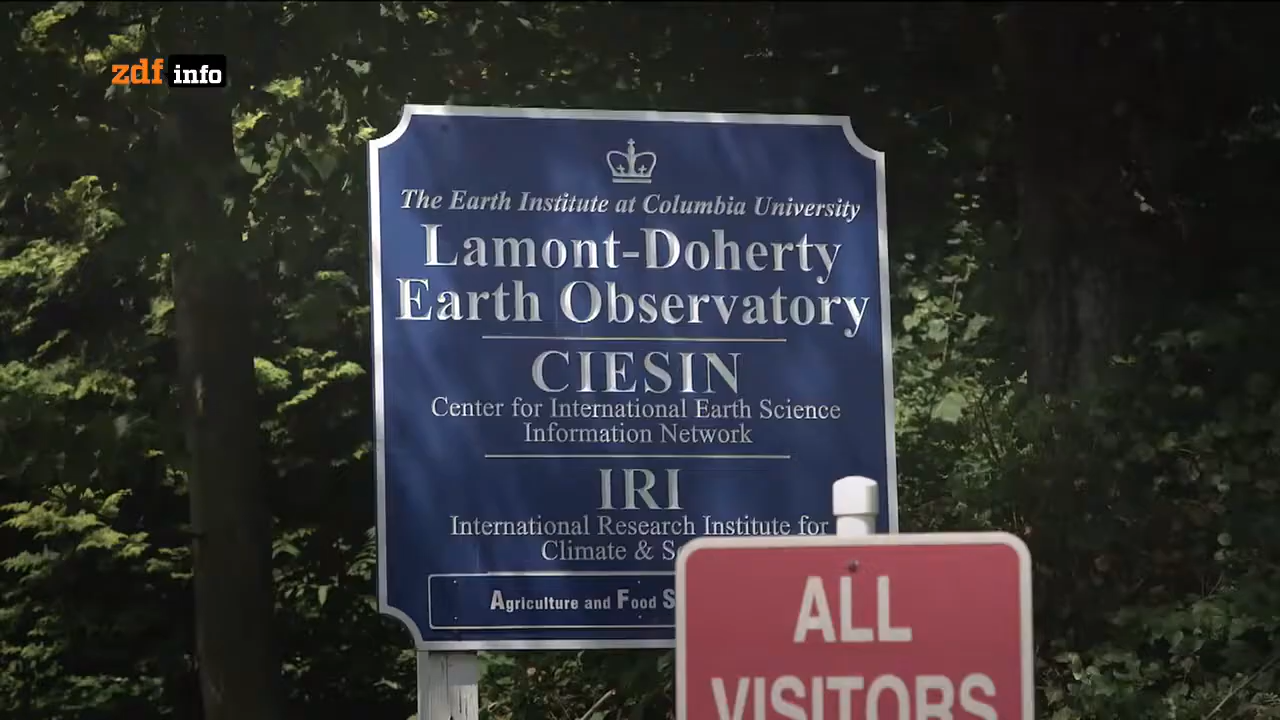 zdf info
The Earth Institute at Columbia University
Lamont-Doherty
Earth Observatory
CIESIN
Center for International Earth Science
Information Network
IRI
International Research Institute for
Climate &
Agriculture and Food
ALL
VISITORS